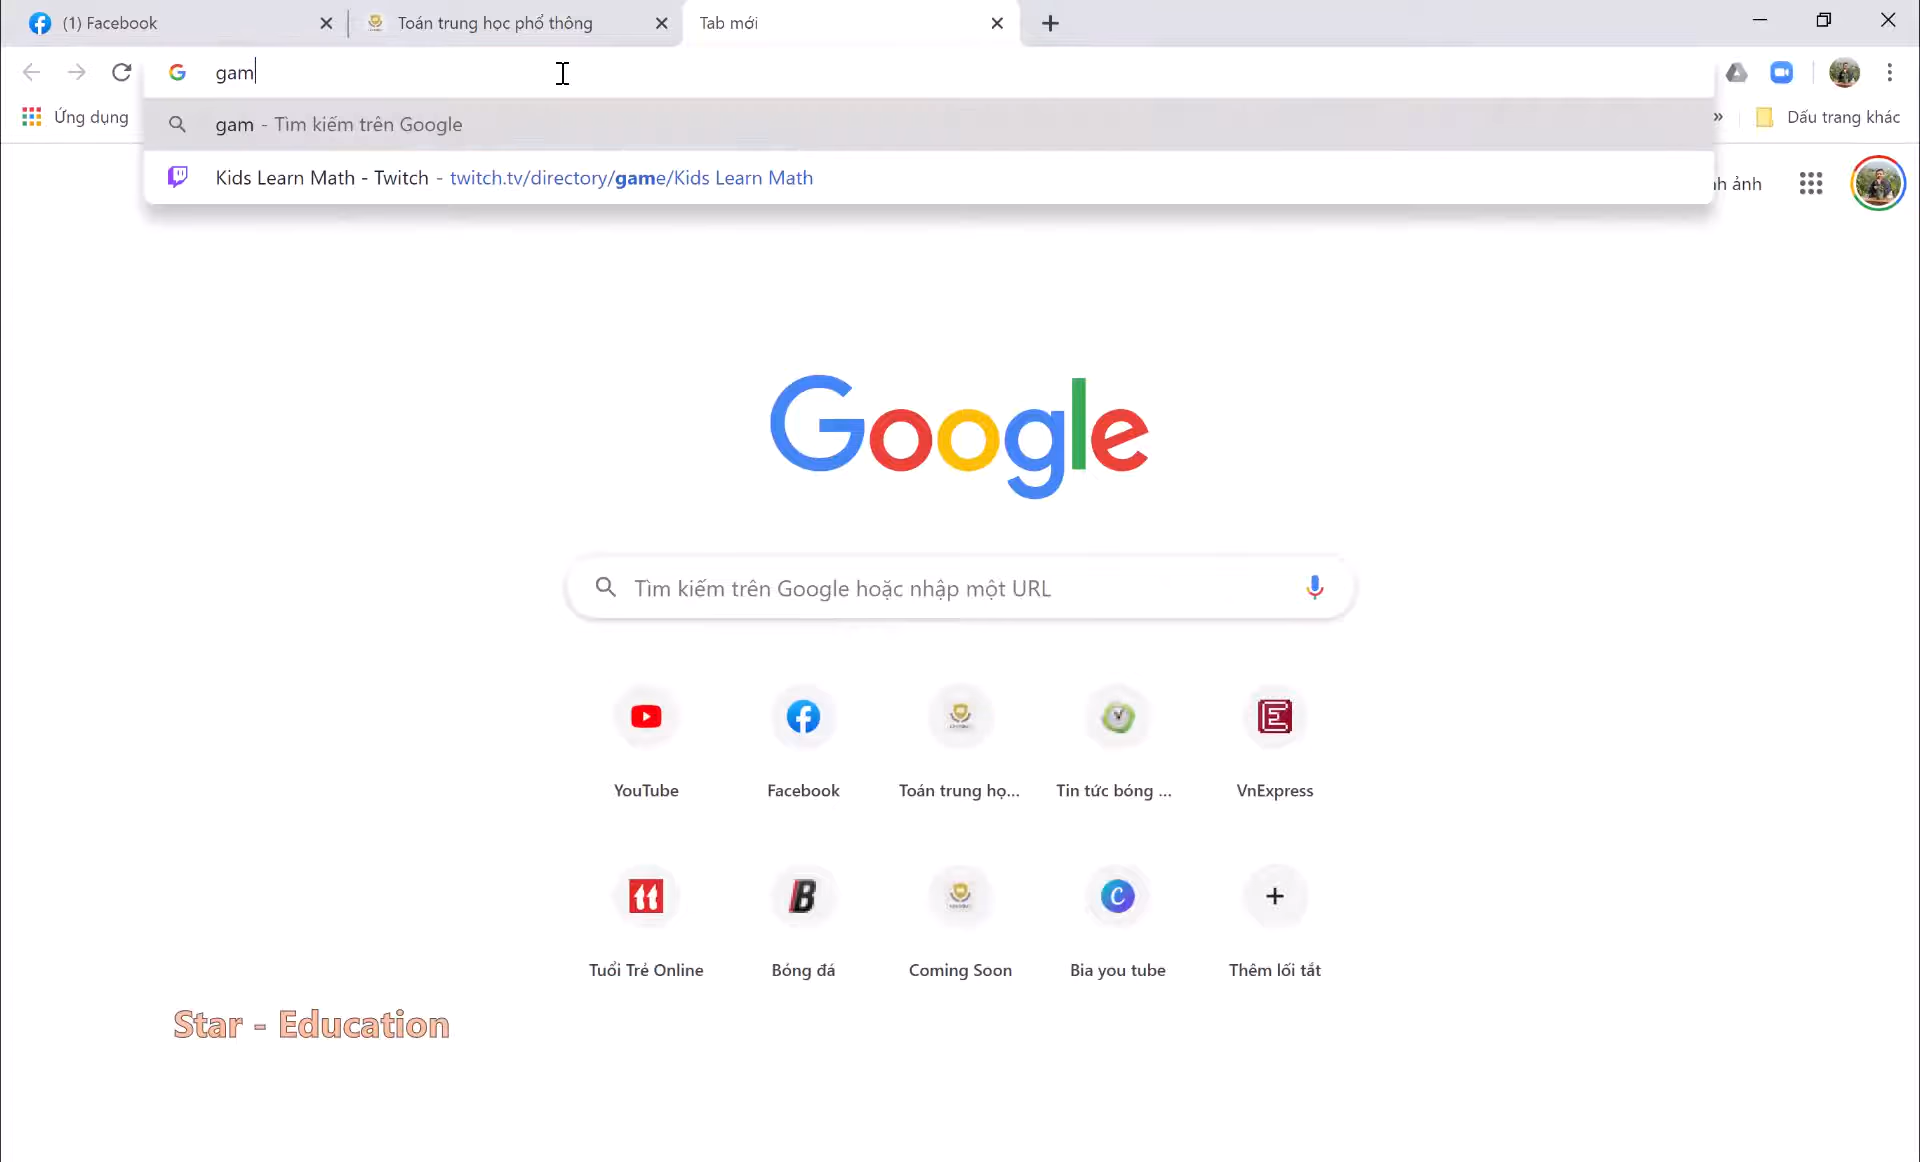 (1) Facebook
Toán trung học phổ thông
Tab mới
gam
Ứng dụng
gam - Tìm kiếm trên Google
»
Dấu trang khác
Kids Learn Math - Twitch - twitch.tv/directory/game/Kids Learn Math
nh ảnh
Google
Tìm kiếm trên Google hoặc nhập một URL
YouTube
Facebook
Toán trung họ...
Tin tức bóng ...
VnExpress
Tuổi Trẻ Online
Bóng đá
Coming Soon
Bia you tube
Thêm lối tắt
Star - Education